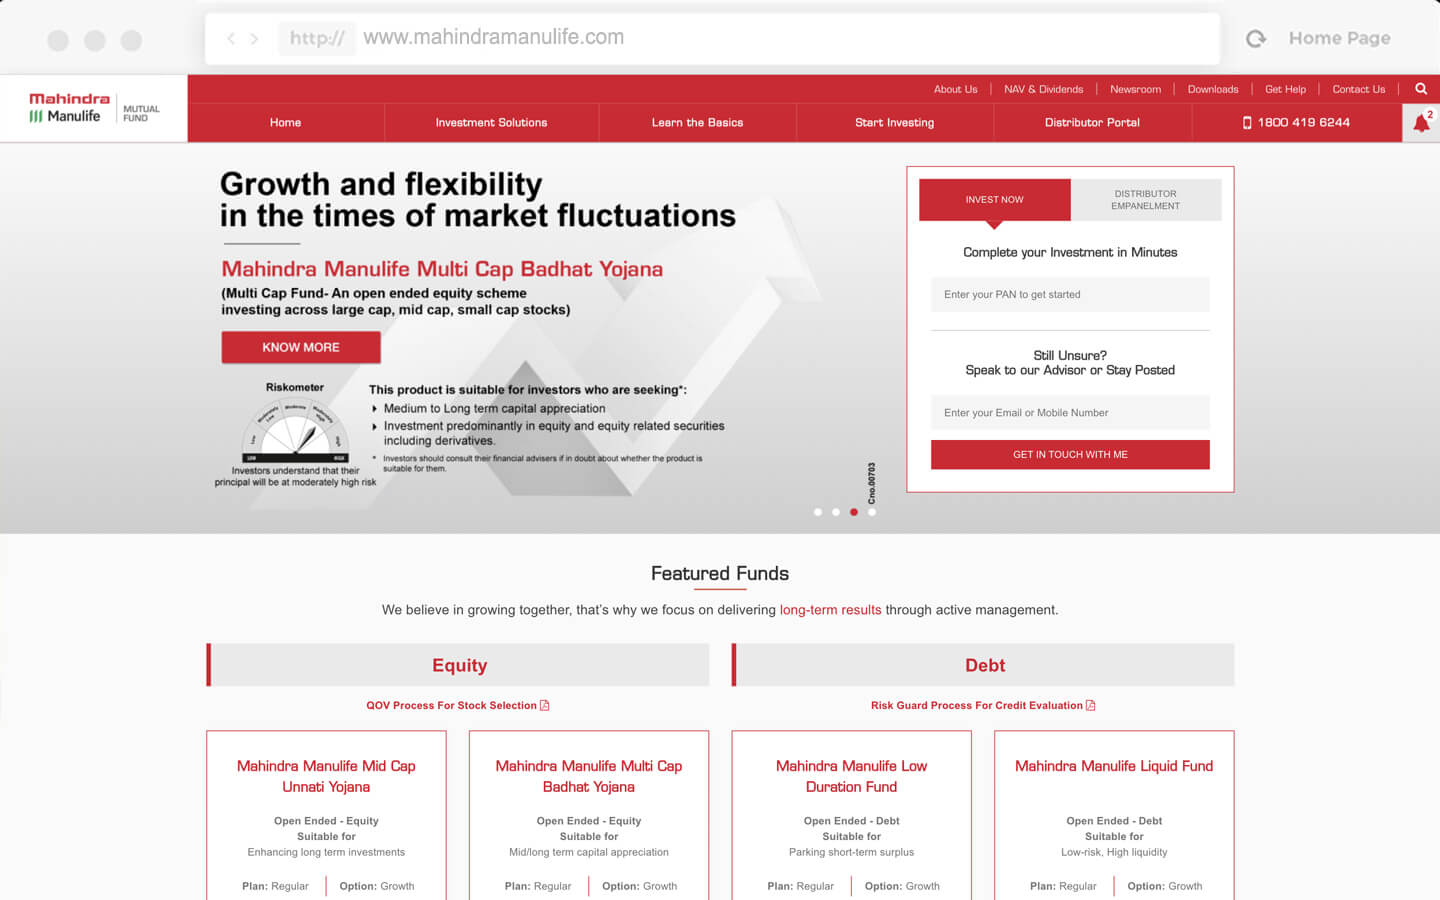 http://
www.mahindramanulife.com
Home Page
Mahindra
Manulife
MUTUAL
FUND
About Us
NAV & Dividends
Newsroom
Downloads
Get Help
Contact Us
Home
Investment Solutions
Learn the Basics
Start Investing
Distributor Portal
1800 419 6244
2
Growth and flexibility
in the times of market fluctuations
Mahindra Manulife Multi Cap Badhat Yojana
(Multi Cap Fund- An open ended equity scheme
investing across large cap, mid cap, small cap stocks)
KNOW MORE
Riskometer
Low
Moderately
Low
Moderate
Moderately
High
High
LOW
RISK
HIGH
Investors understand that their
principal will be at moderately high risk
This product is suitable for investors who are seeking*:
Medium to Long term capital appreciation
Investment predominantly in equity and equity related securities
including derivatives.
* Investors should consult their financial advisers if in doubt about whether the product is
suitable for them.
Cno.00703
INVEST NOW
DISTRIBUTOR
EMPANELMENT
Complete your Investment in Minutes
Enter your PAN to get started
Still Unsure?
Speak to our Advisor or Stay Posted
Enter your Email or Mobile Number
GET IN TOUCH WITH ME
Featured Funds
We believe in growing together, that's why we focus on delivering long-term results through active management.
Equity
QOV Process For Stock Selection
Debt
Risk Guard Process For Credit Evaluation
Mahindra Manulife Mid Cap
Unnati Yojana
Open Ended - Equity
Suitable for
Enhancing long term investments
Plan: Regular
Option: Growth
Mahindra Manulife Multi Cap
Badhat Yojana
Open Ended - Equity
Suitable for
Mid/long term capital appreciation
Plan: Regular
Option: Growth
Mahindra Manulife Low
Duration Fund
Open Ended - Debt
Suitable for
Parking short-term surplus
Plan: Regular
Option: Growth
Mahindra Manulife Liquid Fund
Open Ended - Debt
Suitable for
Low-risk, High liquidity
Plan: Regular
Option: Growth